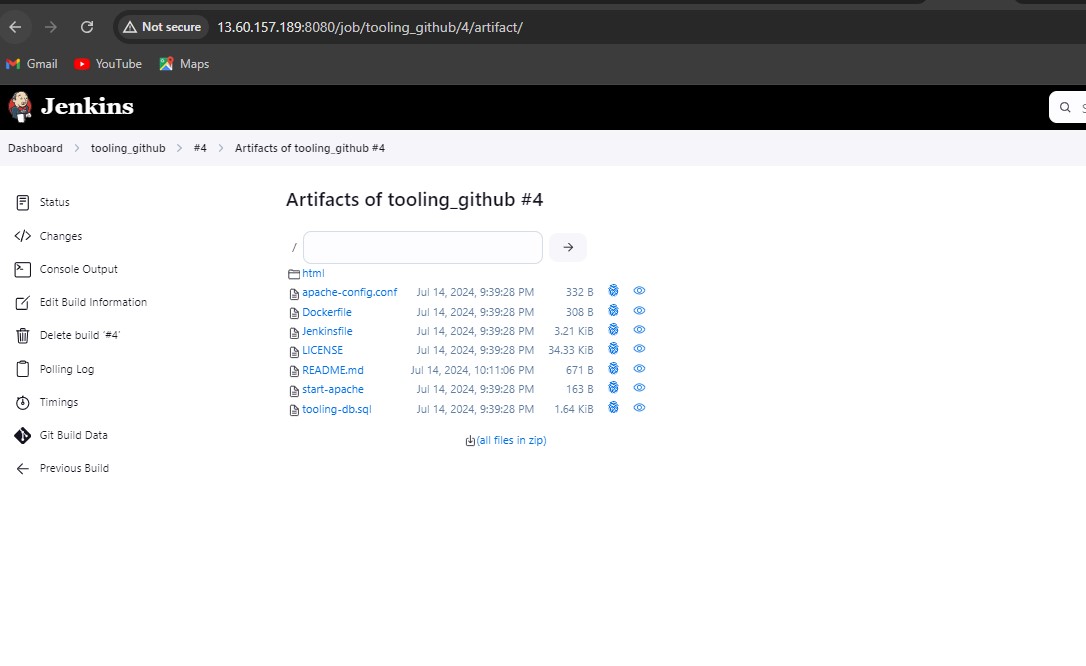 Not secure 13.60.157.189:8080/job/tooling_github/4/artifact/
Gmail YouTube Maps
Jenkins
Dashboard > tooling_github > #4 > Artifacts of tooling_github #4
Status
Changes
Console Output
Edit Build Information
Delete build ‘#4’
Polling Log
Timings
Git Build Data
Previous Build
Artifacts of tooling_github #4
/
html
apache-config.conf Jul 14, 2024, 9:39:28 PM 332 B
Dockerfile Jul 14, 2024, 9:39:28 PM 308 B
Jenkinsfile Jul 14, 2024, 9:39:28 PM 3.21 KiB
LICENSE Jul 14, 2024, 9:39:28 PM 34.33 KiB
README.md Jul 14, 2024, 10:11:06 PM 671 B
start-apache Jul 14, 2024, 9:39:28 PM 163 B
tooling-db.sql Jul 14, 2024, 9:39:28 PM 1.64 KiB
(all files in zip)